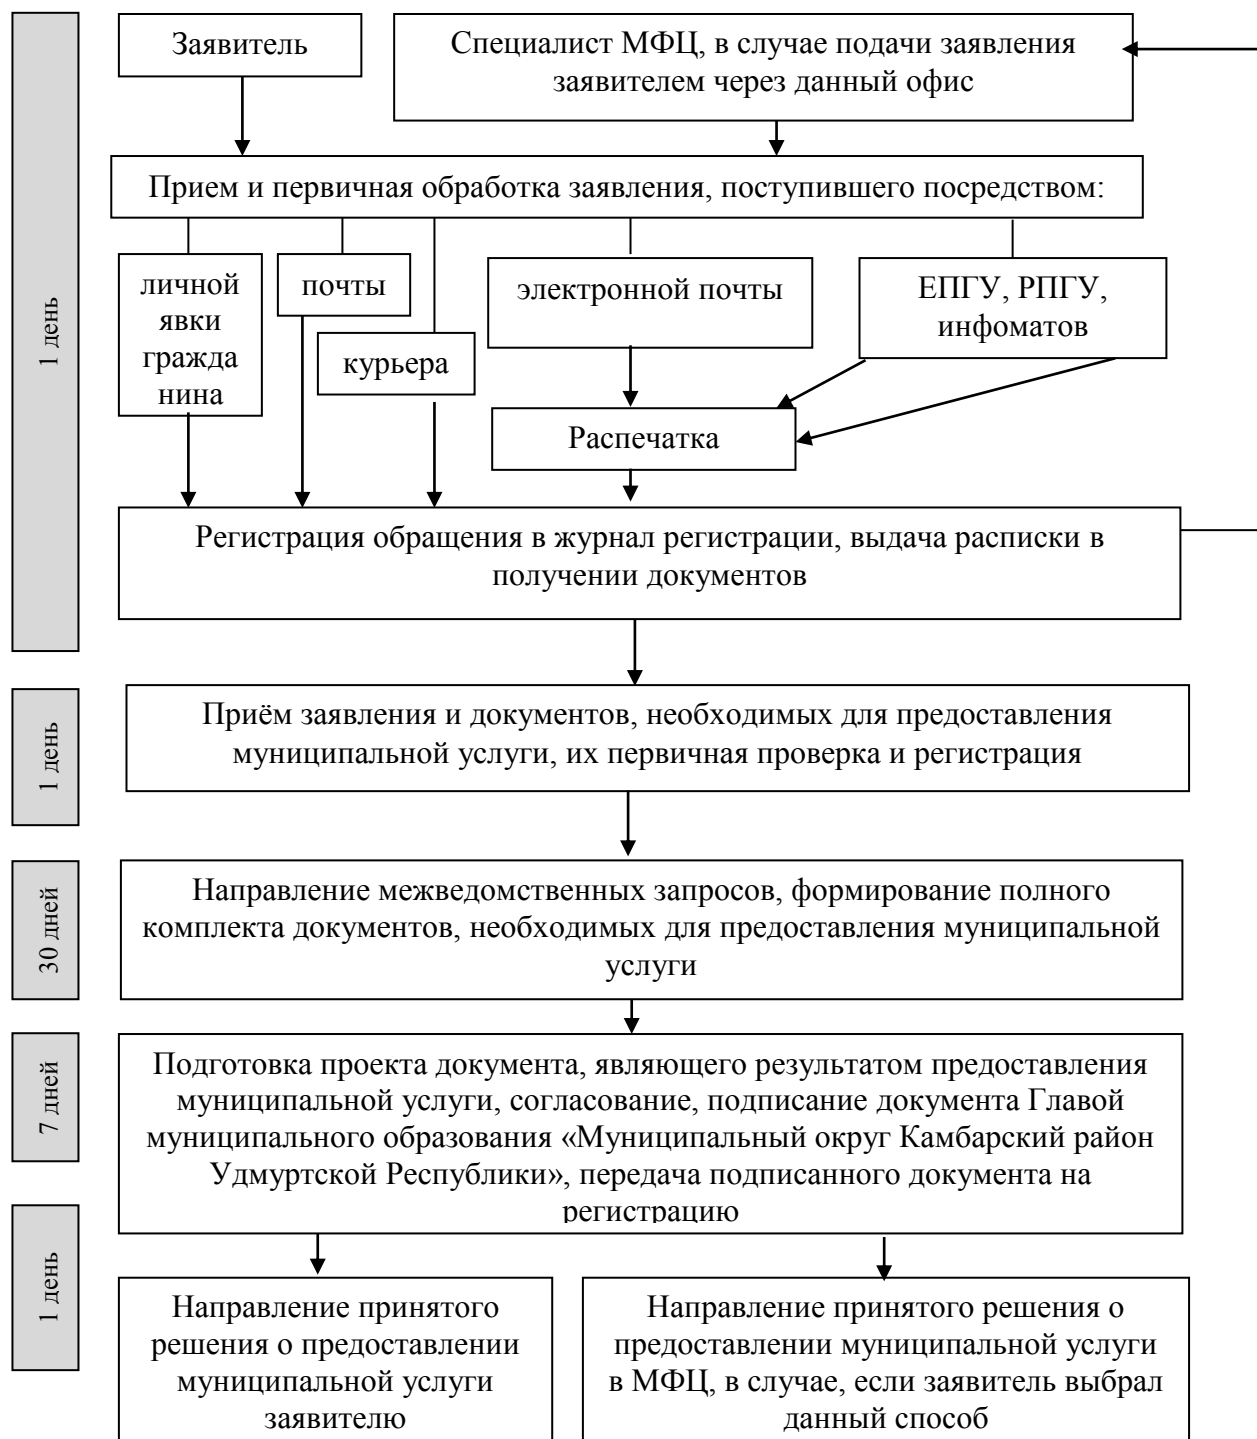 Заявитель
Специалист МФЦ, в случае подачи заявления
заявителем через данный офис
Прием и первичная обработка заявления, поступившего посредством:
личной
явки
гражда
нина
почты
курьера
электронной почты
ЕПГУ, РПГУ,
инфоматов
Распечатка
Регистрация обращения в журнал регистрации, выдача расписки в
получении документов
1 день
Приём заявления и документов, необходимых для предоставления
муниципальной услуги, их первичная проверка и регистрация
1 день
Направление межведомственных запросов, формирование полного
комплекта документов, необходимых для предоставления муниципальной
услуги
30 дней
Подготовка проекта документа, являющего результатом предоставления
муниципальной услуги, согласование, подписание документа Главой
муниципального образования «Муниципальный округ Камбарский район
Удмуртской Республики», передача подписанного документа на
регистрацию
7 дней
Направление принятого
решения о предоставлении
муниципальной услуги
заявителю
Направление принятого решения о
предоставлении муниципальной услуги
в МФЦ, в случае, если заявитель выбрал
данный способ
1 день